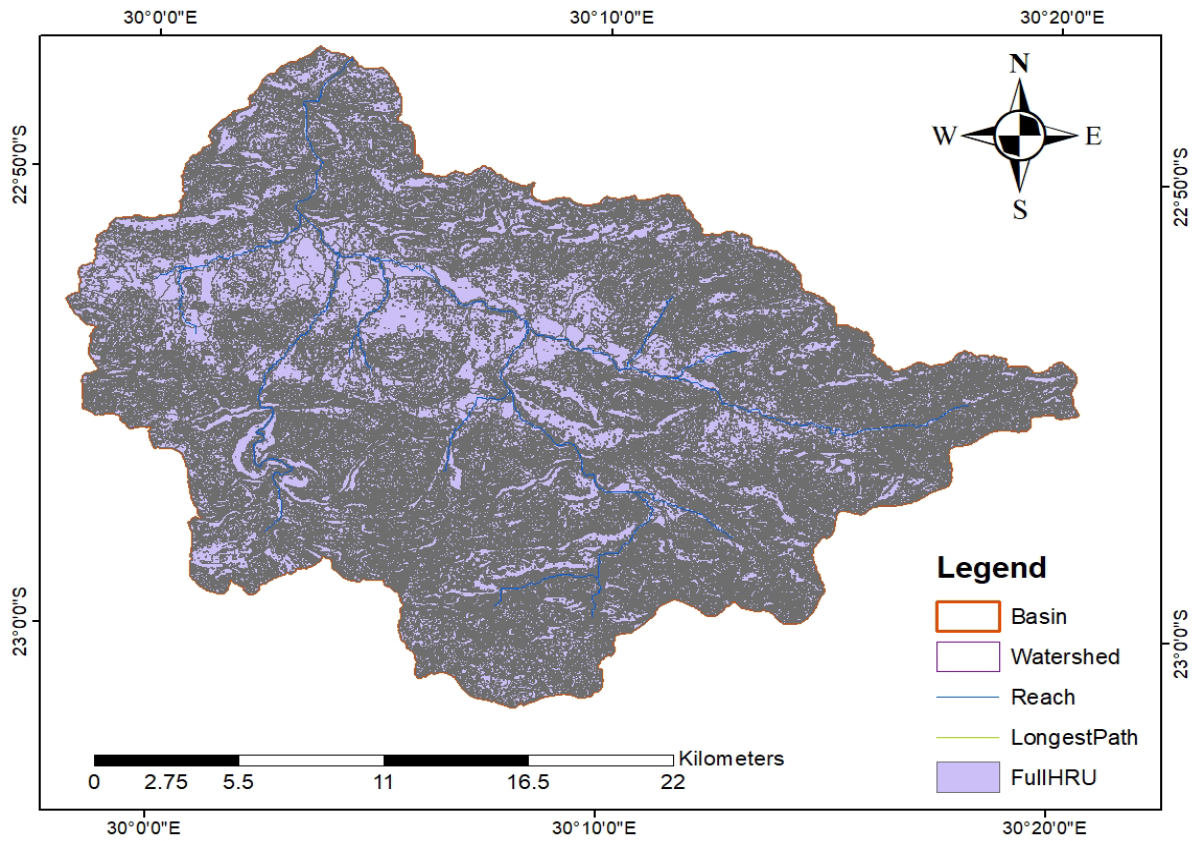 30°0'0"E 30°10'0"E 30°20'0"E
N
W E
S
22°50'0"S 22°50'0"S
Legend
Basin
23°0'0"S 23°0'0"S
Watershed
Reach
LongestPath
Kilometers
0 2.75 5.5 11 16.5 22
FullHRU
30°0'0"E 30°10'0"E 30°20'0"E